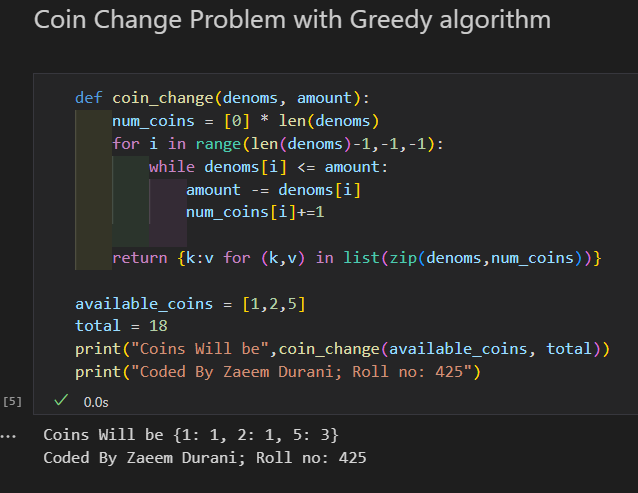 Coin Change Problem with Greedy algorithm
def coin_change(denoms, amount):
num_coins = [0] * len(denoms)
for i in range(len(denoms)-1,-1,-1):
while denoms[i] <= amount:
amount -= denoms[i]
num_coins[i]+=1
return {k:v for (k,v) in list(zip(denoms,num_coins))}
available_coins = [1,2,5]
total = 18
print("Coins Will be",coin_change(available_coins, total))
print("Coded By Zaeem Durani; Roll no: 425")
[5] ✓ 0.0s
... Coins Will be {1: 1, 2: 1, 5: 3}
Coded By Zaeem Durani; Roll no: 425